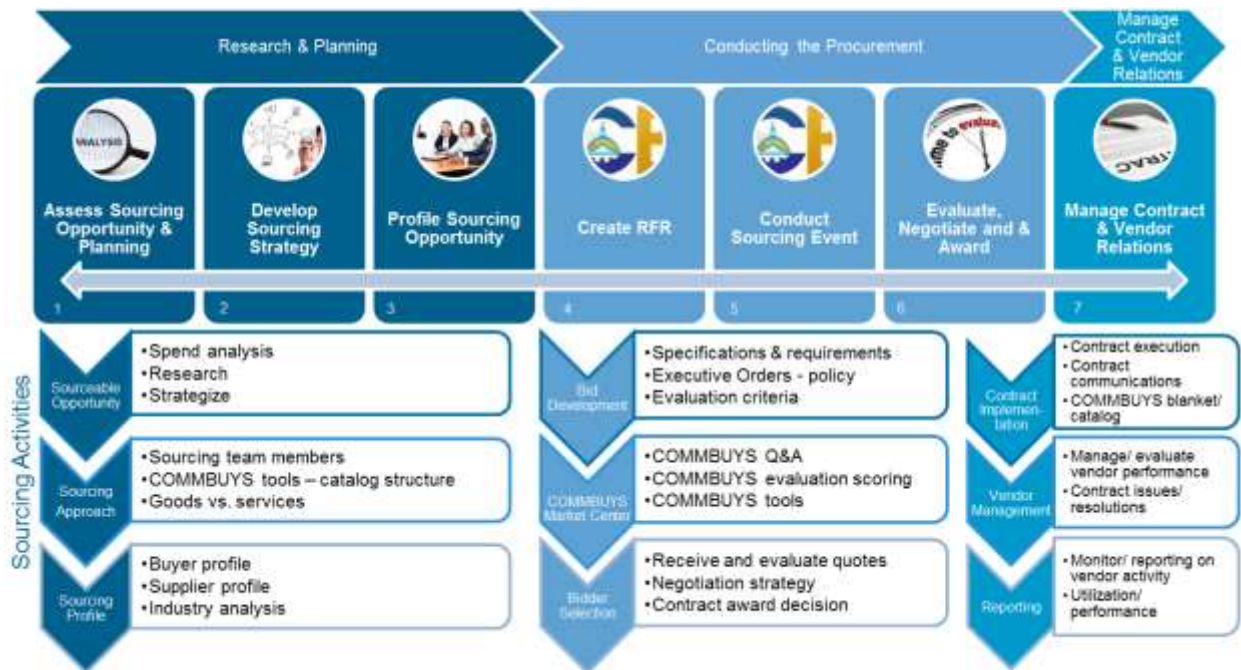 Research & Planning
Conducting the Procurement
Manage
Contract
& Vendor
Relations
Assess Sourcing
Opportunity &
Planning
1
Develop
Sourcing
Strategy
2
Profile Sourcing
Opportunity
3
Create RFR
4
Conduct
Sourcing Event
5
time to evaluate
Evaluate,
Negotiate and &
Award
6
Manage Contract
& Vendor
Relations
7
Sourcing Activities
Sourceable
Opportunity
•Spend analysis
•Research
•Strategize
Sourcing
Approach
•Sourcing team members
•COMMBUYS tools – catalog structure
•Goods vs. services
Sourcing
Profile
•Buyer profile
•Supplier profile
•Industry analysis
Bid
Development
•Specifications & requirements
•Executive Orders - policy
•Evaluation criteria
COMMBUYS
Market Center
•COMMBUYS Q&A
•COMMBUYS evaluation scoring
•COMMBUYS tools
Bidder
Selection
•Receive and evaluate quotes
•Negotiation strategy
•Contract award decision
Contract
Implemen-
tation
•Contract execution
•Contract
communications
•COMMBUYS blanket/
catalog
Vendor
Management
•Manage/ evaluate
vendor performance
•Contract issues/
resolutions
Reporting
•Monitor/ reporting on
vendor activity
•Utilization/
performance